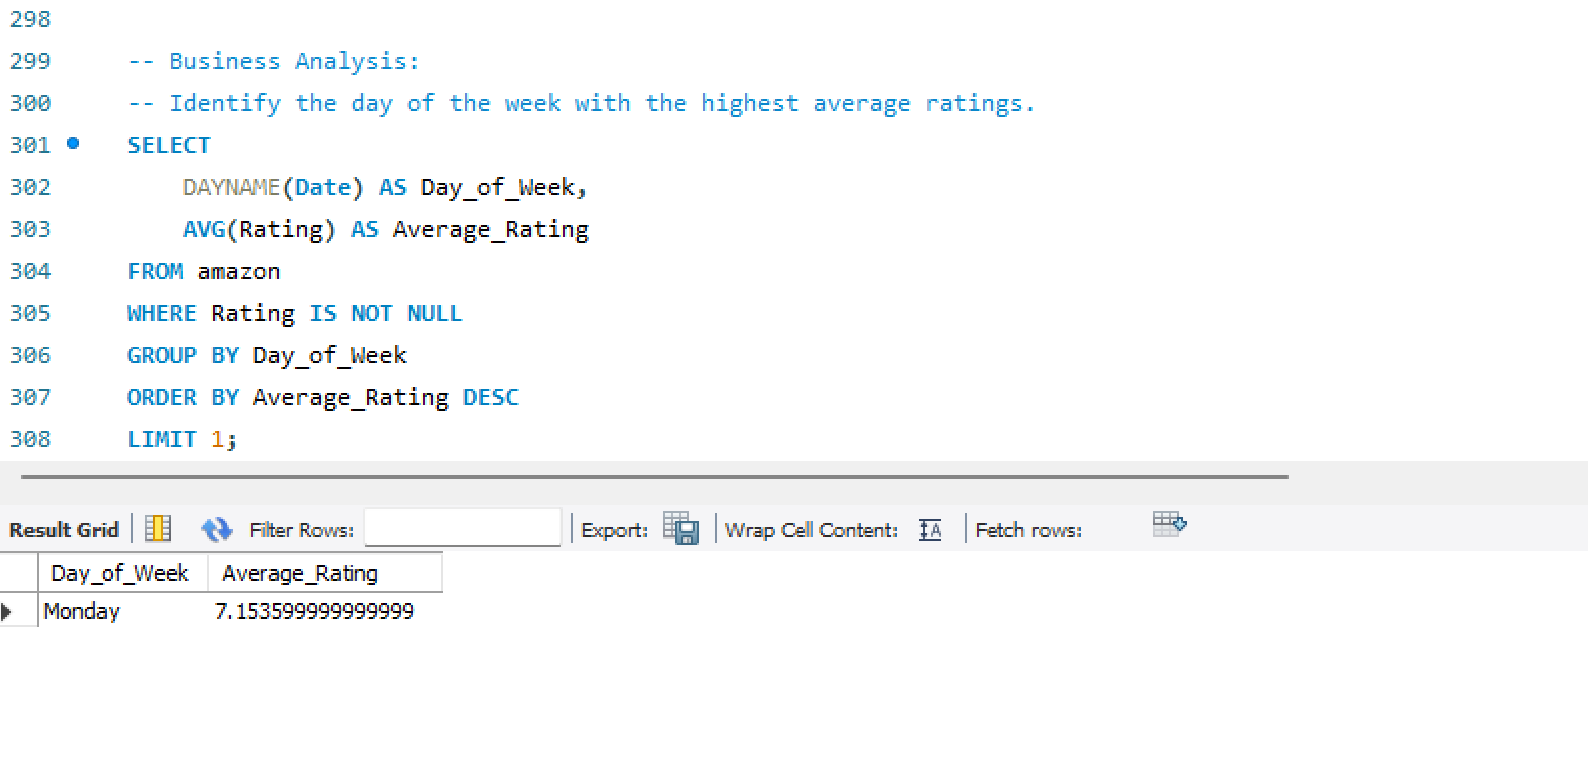 298
299 -- Business Analysis:
300 -- Identify the day of the week with the highest average ratings.
301 SELECT
302 DAYNAME(Date) AS Day_of_Week,
303 AVG(Rating) AS Average_Rating
304 FROM amazon
305 WHERE Rating IS NOT NULL
306 GROUP BY Day_of_Week
307 ORDER BY Average_Rating DESC
308 LIMIT 1;
Result Grid Filter Rows: Export: Wrap Cell Content: Fetch rows:
Day_of_Week Average_Rating
Monday 7.153599999999999